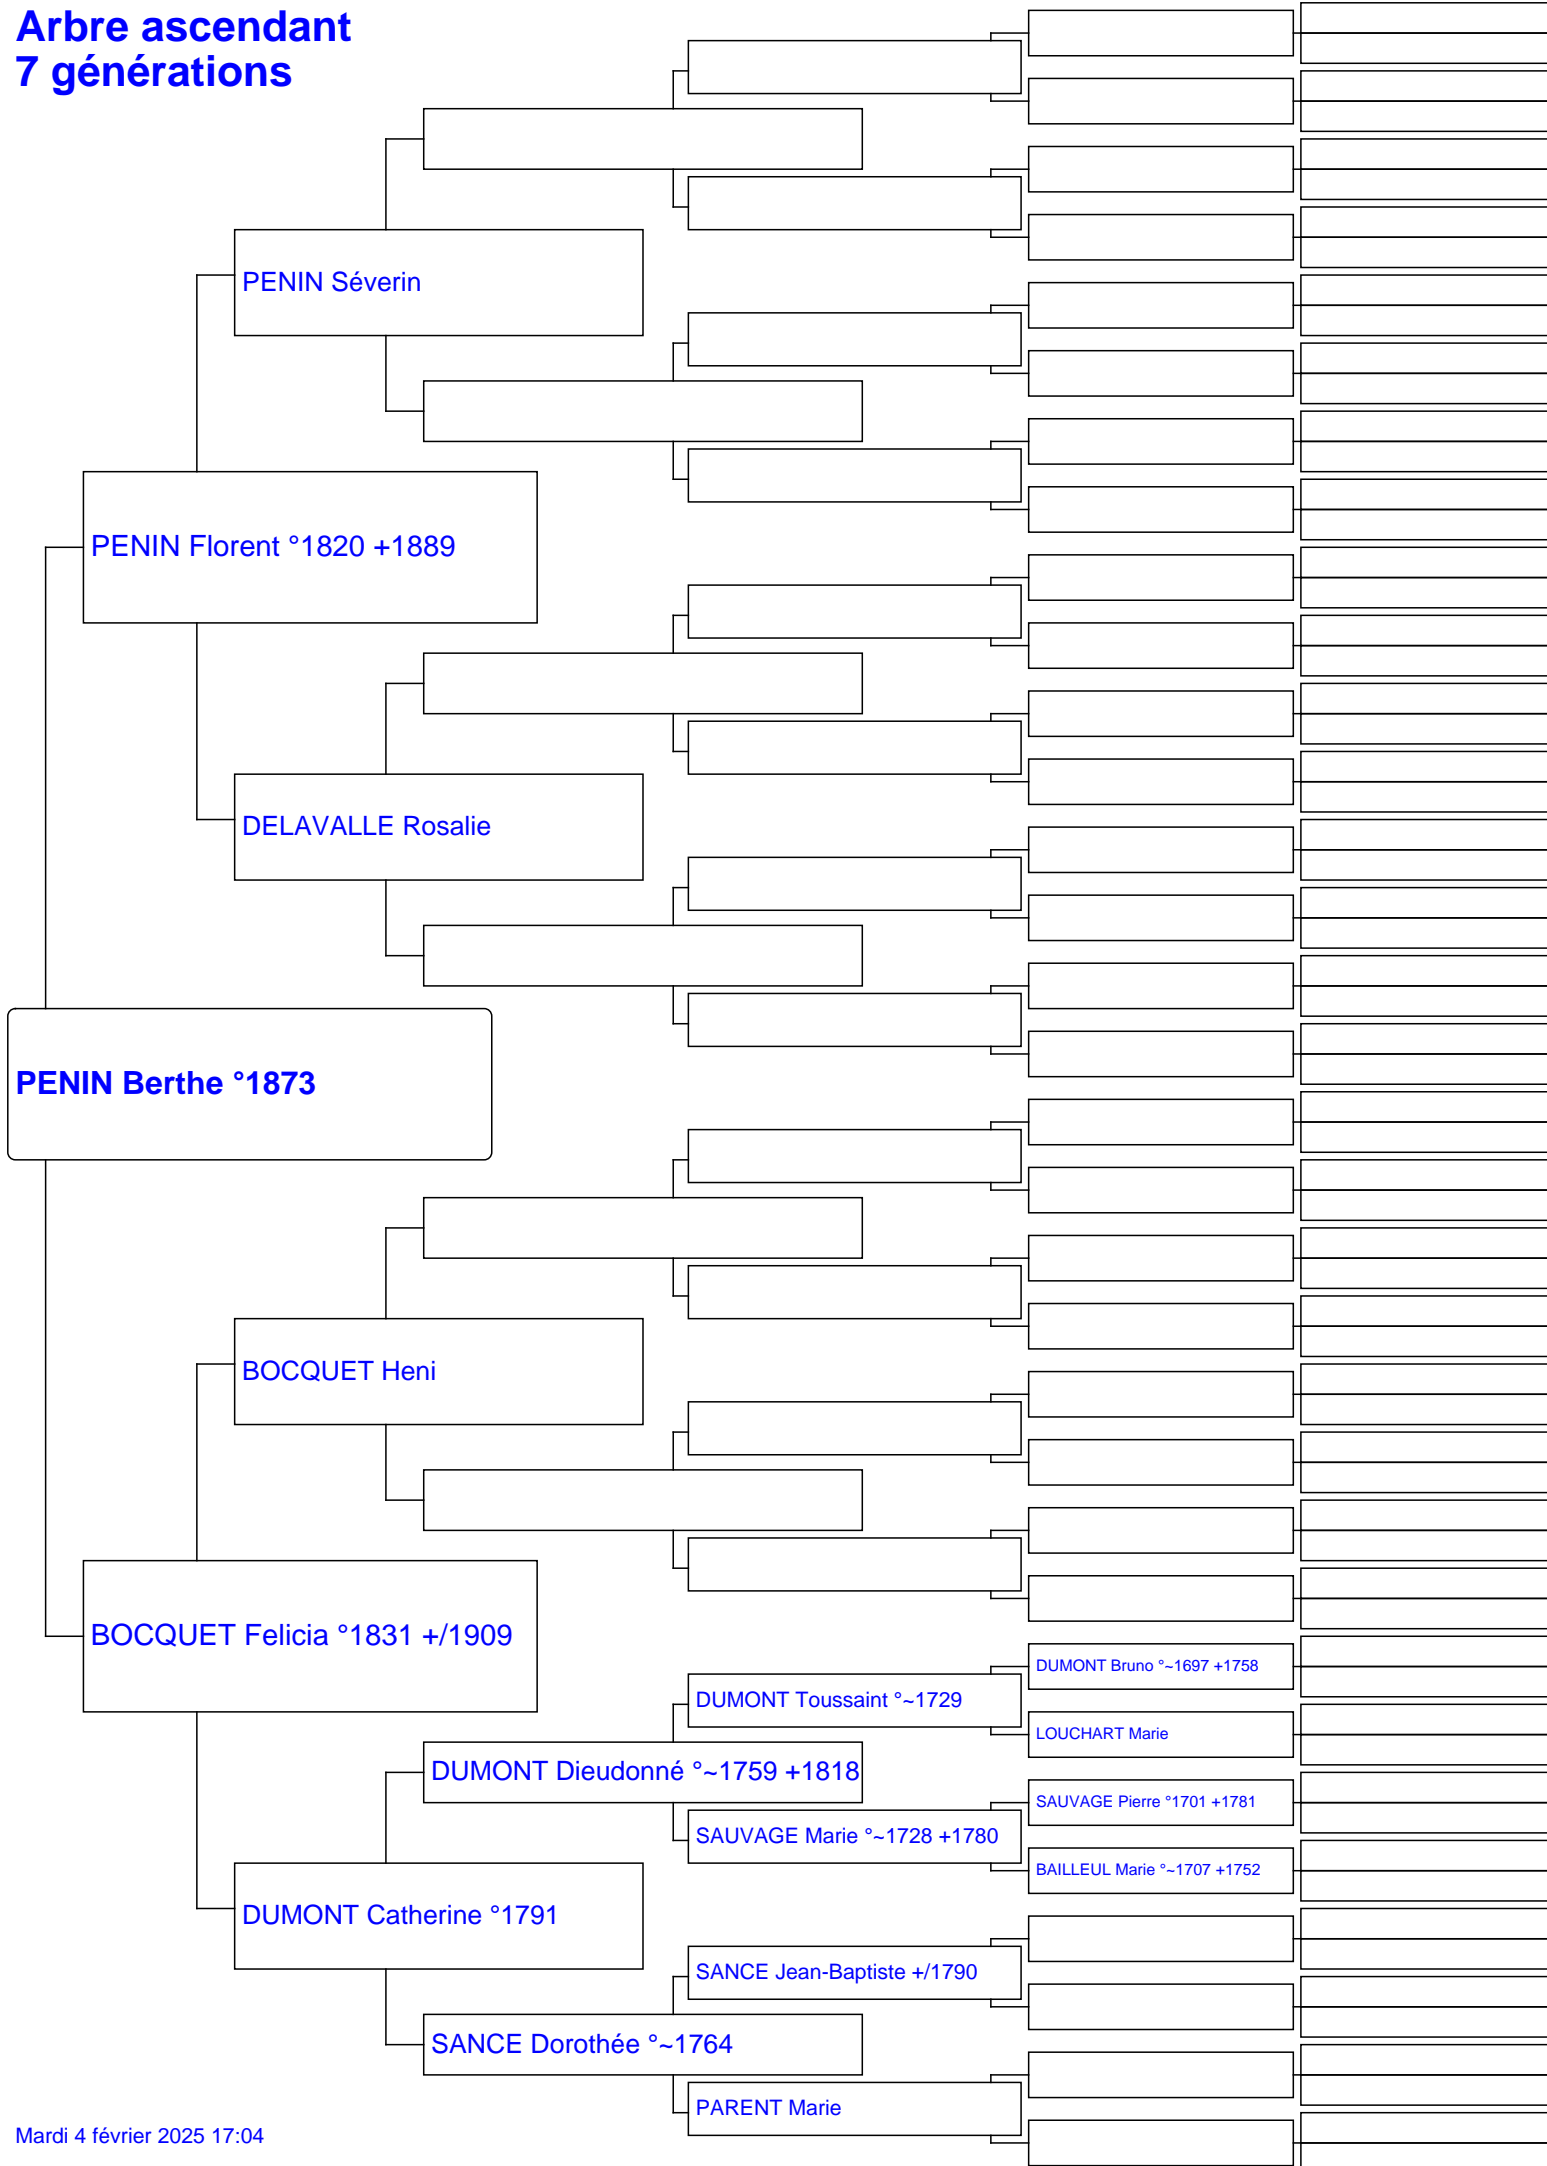 Arbre ascendant
7 générations
PENIN Séverin
PENIN Florent °1820 +1889
DELAVALLE Rosalie
PENIN Berthe °1873
BOCQUET Heni
BOCQUET Felicia °1831 +/1909
DUMONT Bruno °~1697 +1758
DUMONT Toussaint °~1729
LOUCHART Marie
DUMONT Dieudonné °~1759 +1818
SAUVAGE Pierre °1701 +1781
SAUVAGE Marie °~1728 +1780
BAILLEUL Marie °~1707 +1752
DUMONT Catherine °1791
SANCE Jean-Baptiste +/1790
SANCE Dorothée °~1764
PARENT Marie
Mardi 4 février 2025 17:04